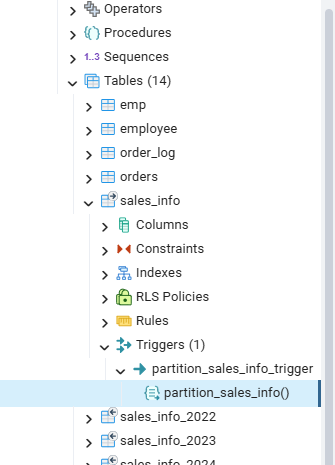 Operators
Procedures
1..3 Sequences
Tables (14)
emp
employee
order_log
orders
sales_info
Columns
Constraints
Indexes
RLS Policies
Rules
Triggers (1)
partition_sales_info_trigger
partition_sales_info()
sales_info_2022
sales_info_2023
sales_info_2024